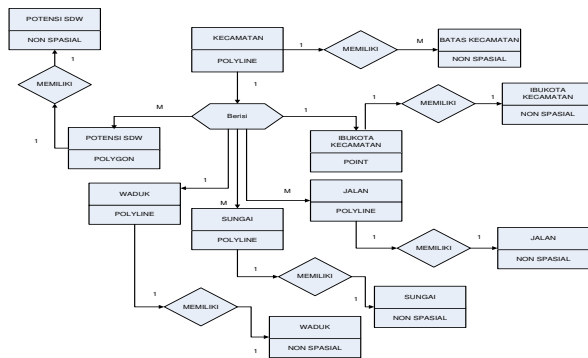 POTENSI SDW
NON SPASIAL
1
MEMILIKI
1
KECAMATAN
POLYLINE
1
MEMILIKI
M
BATAS KECAMATAN
NON SPASIAL
1
M
Berisi
1
1
MEMILIKI
1
IBUKOTA
KECAMATAN
NON SPASIAL
POTENSI SDW
POLYGON
IBUKOTA
KECAMATAN
POINT
1
M
M
WADUK
POLYLINE
SUNGAI
POLYLINE
JALAN
POLYLINE
1
MEMILIKI
1
JALAN
NON SPASIAL
1
MEMILIKI
1
SUNGAI
NON SPASIAL
1
MEMILIKI
1
WADUK
NON SPASIAL